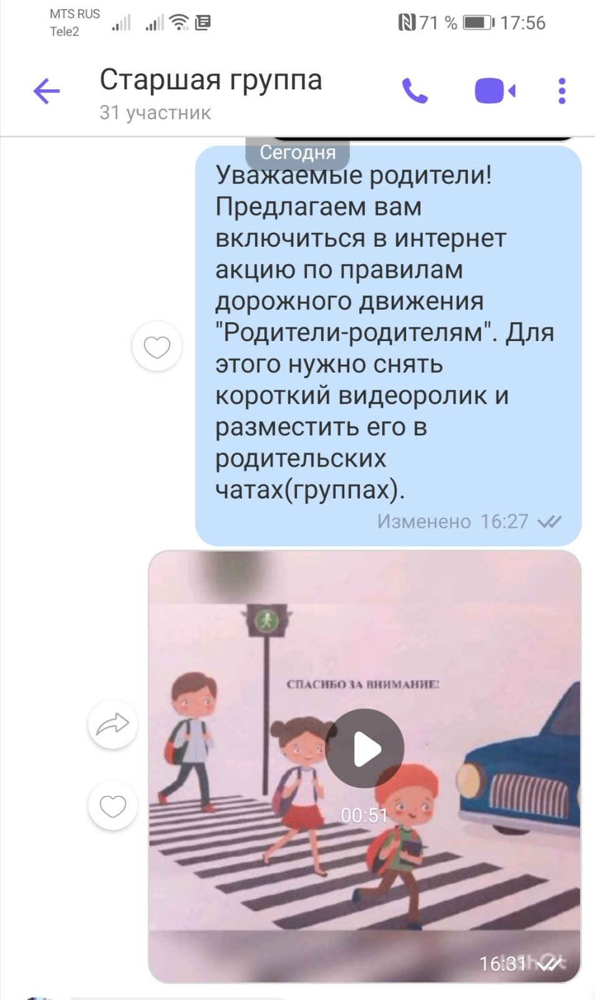 MTS RUS
Tele2
71 %
17:56
Старшая группа
31 участник
Сегодня
Уважаемые родители!
Предлагаем вам
включиться в интернет
акцию по правилам
дорожного движения
"Родители-родителям". Для
этого нужно снять
короткий видеоролик и
разместить его в
родительских
чатах(группах).
Изменено 16:27
СПАСИБО ЗА ВНИМАНИЕ!
00:51
16:31